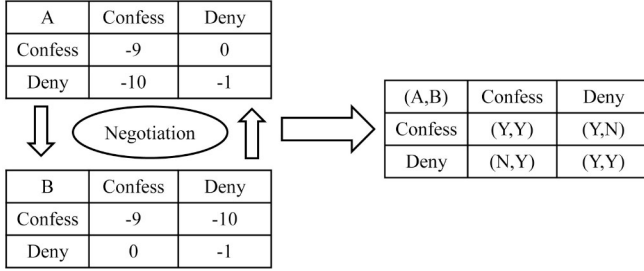 A Confess Deny
Confess -9 0
Deny -10 -1
Negotiation
B Confess Deny
Confess -9 -10
Deny 0 -1
(A,B) Confess Deny
Confess (Y,Y) (Y,N)
Deny (N,Y) (Y,Y)